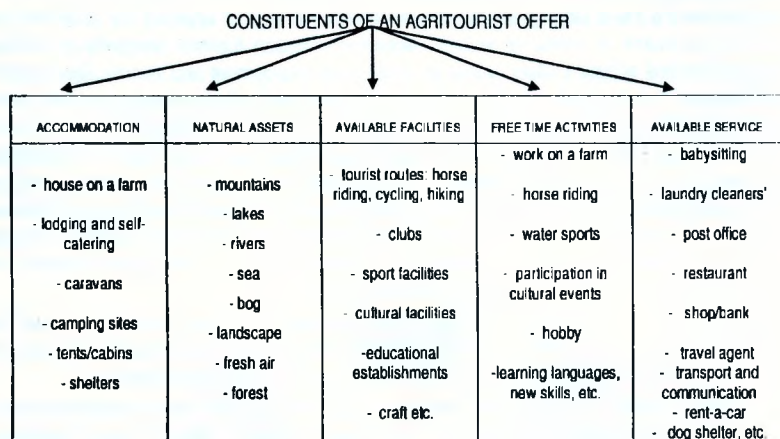 CONSTITUENTS OF AN AGRITOURIST OFFER
ACCOMMODATION
- house on a farm
- lodging and self-
catering
- caravans
- camping sites
- tents/cabins
- shelters
NATURAL ASSETS
- mountains
- lakes
- rivers
- sea
- bog
- landscape
- fresh air
- forest
AVAILABLE FACILITIES
- tourist routes: horse
riding, cycling, hiking
- clubs
- sport facilities
- cultural facilities
-educational
establishments
- craft etc.
FREE TIME ACTIVITIES
- work on a farm
- horse riding
- water sports
- participation in
cultural events
- hobby
-learning languages,
new skills, etc.
AVAILABLE SERVICE
- babysitting
- laundry cleaners'
- post office
- restaurant
- shop/bank
- travel agent
- transport and
communication
- rent-a-car
- dog shelter, etc.